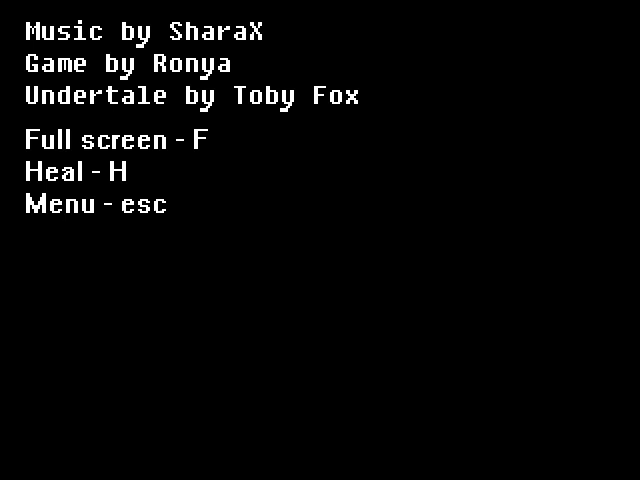 Music by SharaX
Game by Ronya
Undertale by Toby Fox
Full screen - F
Heal - H
Menu - esc